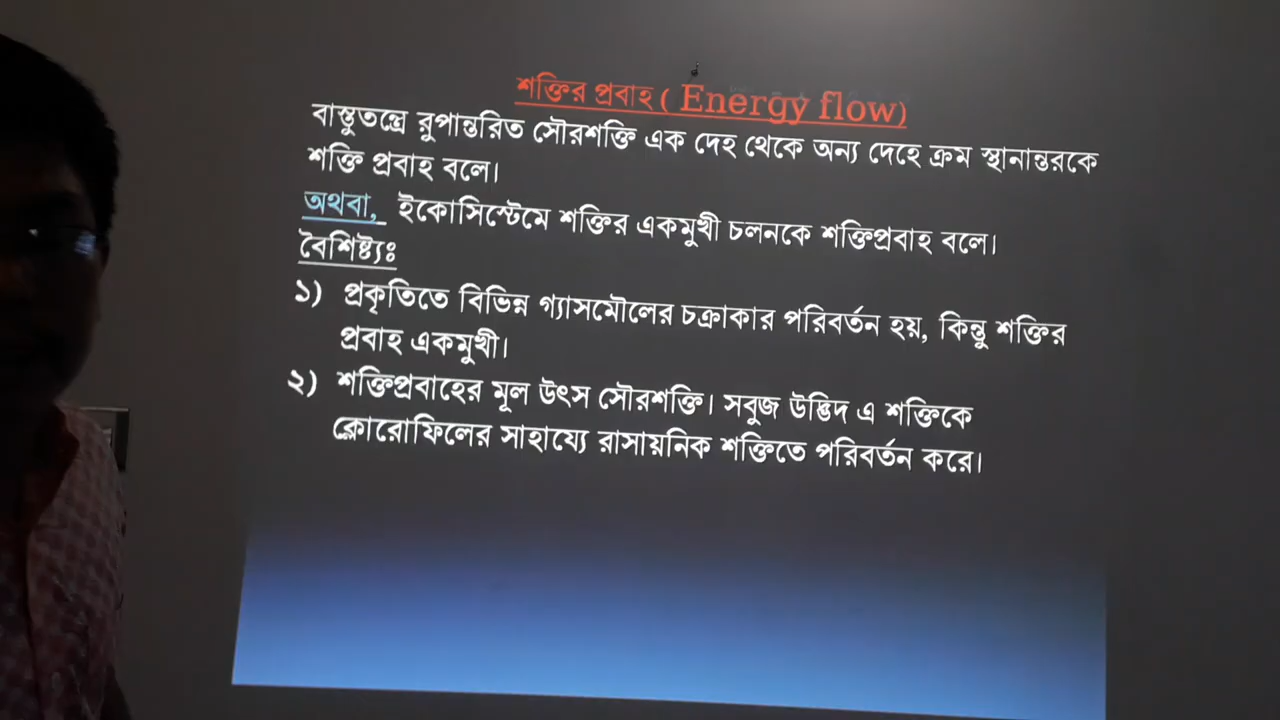 শক্তির প্রবাহ ( Energy flow)
বাস্তুতন্ত্রে রুপান্তরিত সৌরশক্তি এক দেহ থেকে অন্য দেহে ক্রম স্থানান্তরকে
শক্তি প্রবাহ বলে।
অথবা, ইকোসিস্টেমে শক্তির একমুখী চলনকে শক্তিপ্রবাহ বলে।
বৈশিষ্ট্যঃ
১) প্রকৃতিতে বিভিন্ন গ্যাসমৌলের চক্রাকার পরিবর্তন হয়, কিন্তু শক্তির
প্রবাহ একমুখী।
২) শক্তিপ্রবাহের মূল উৎস সৌরশক্তি। সবুজ উদ্ভিদ এ শক্তিকে
ক্লোরোফিলের সাহায্যে রাসায়নিক শক্তিতে পরিবর্তন করে।